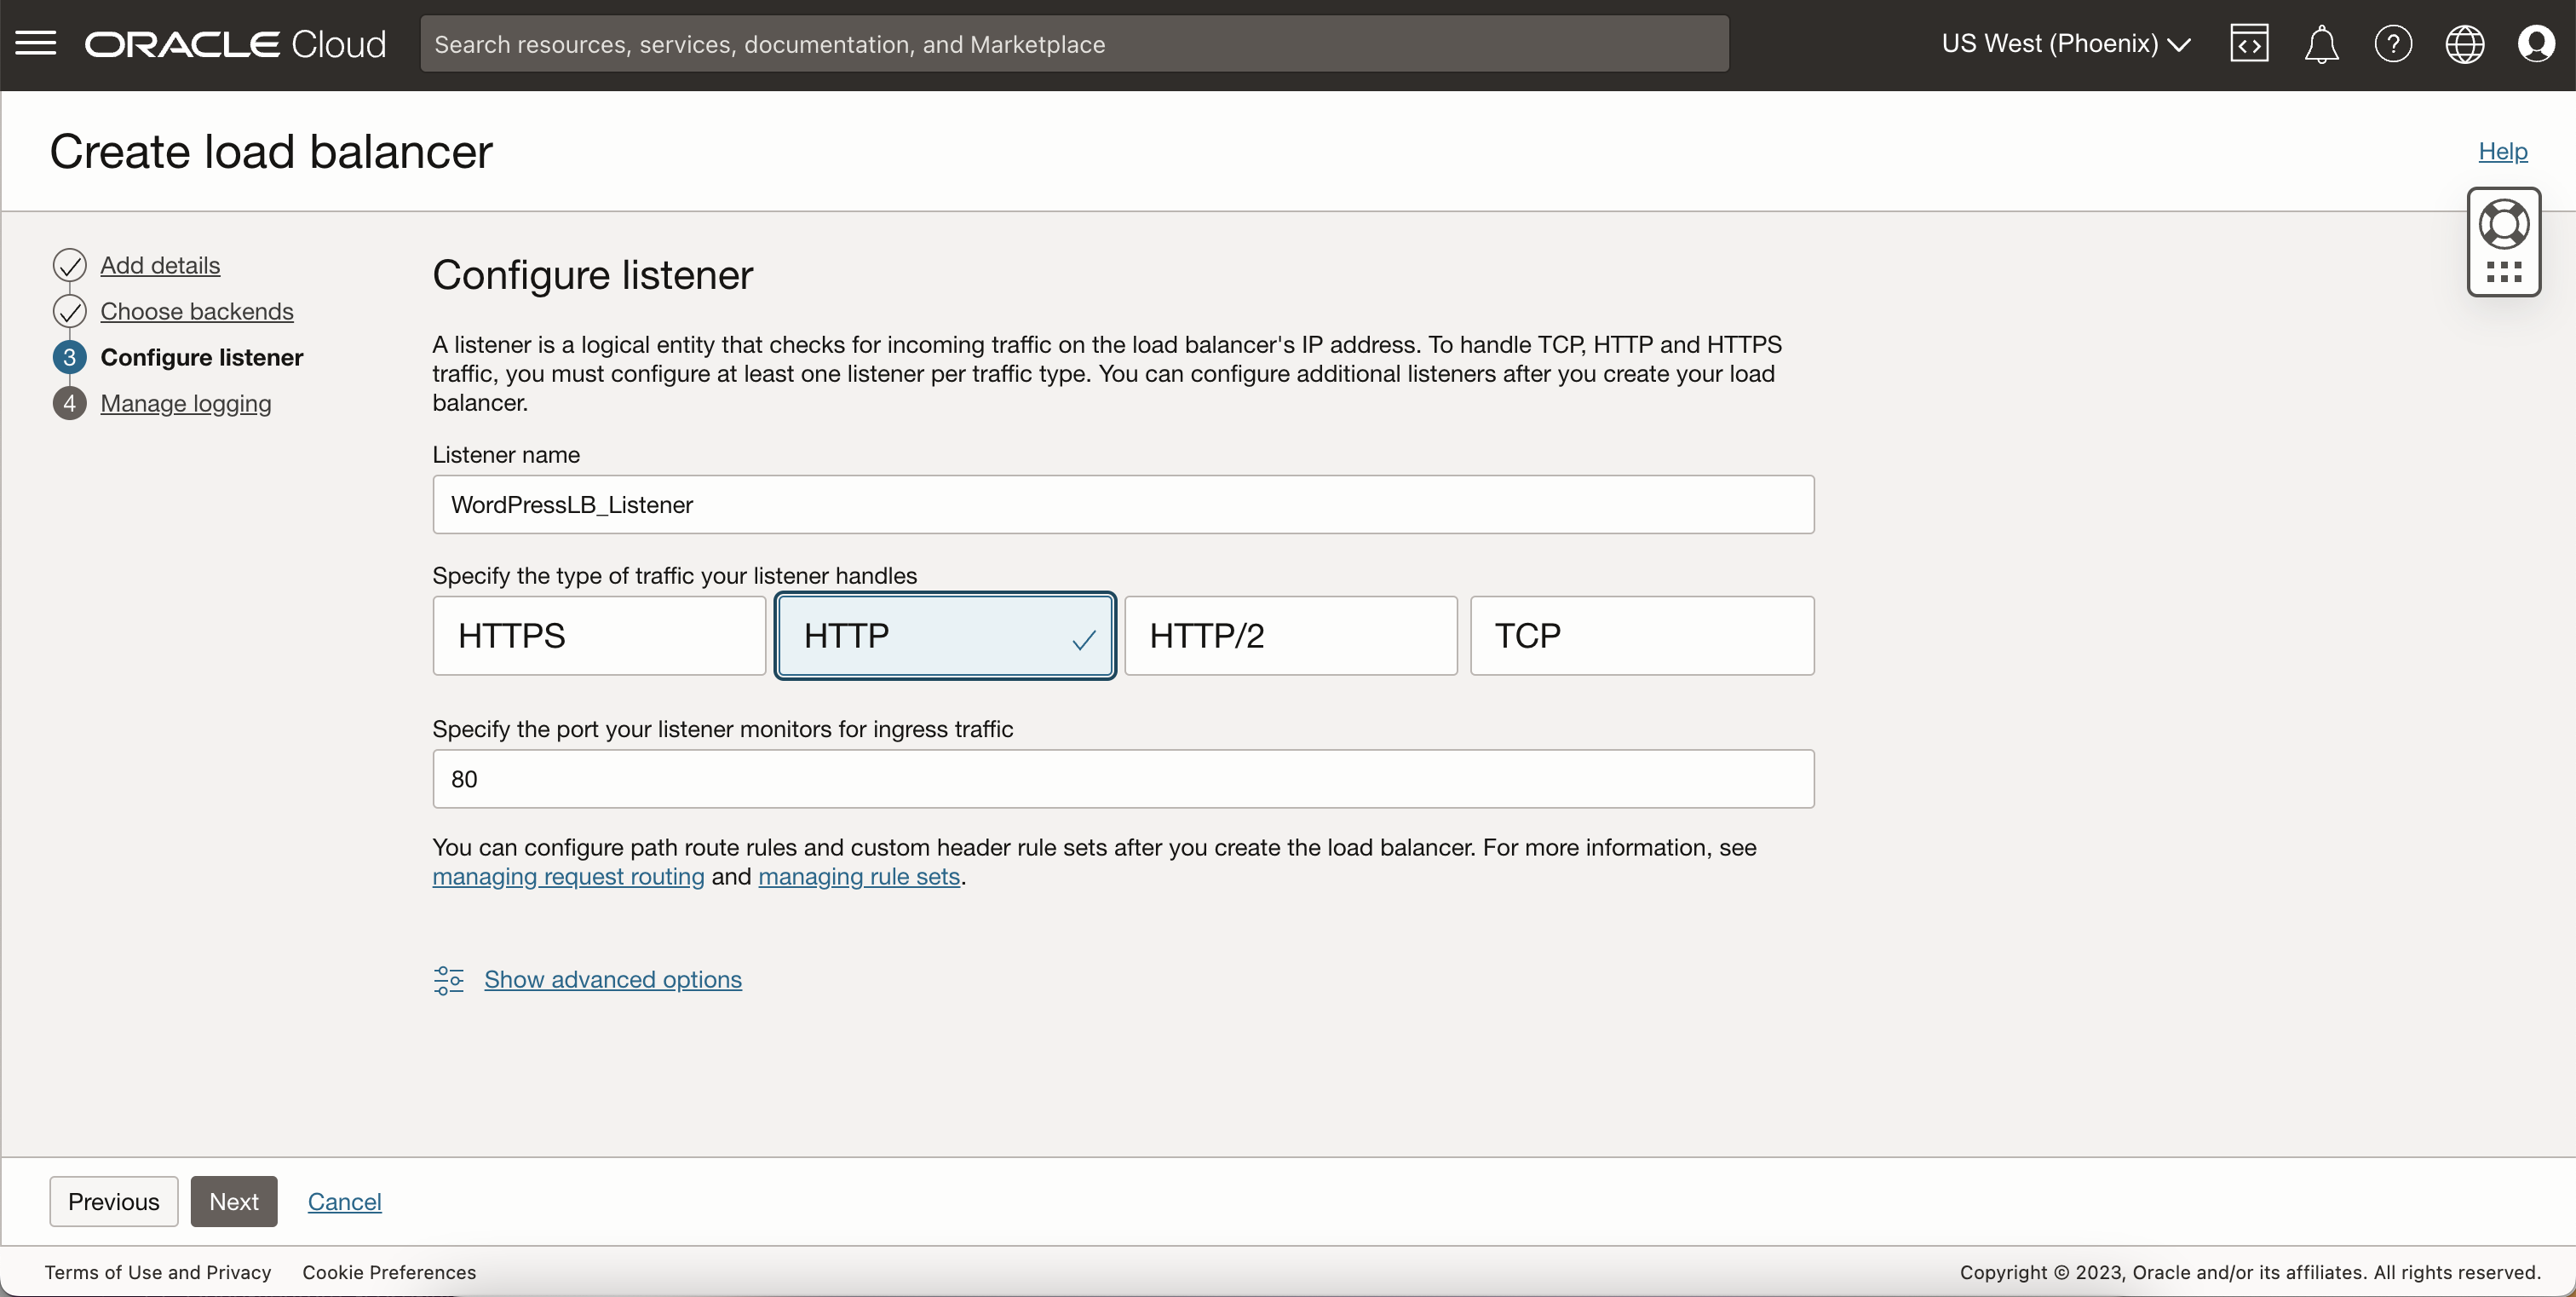 ORACLE Cloud
Search resources, services, documentation, and Marketplace
US West (Phoenix)
Create load balancer
Help
Add details
Choose backends
3 Configure listener
4 Manage logging
Configure listener
A listener is a logical entity that checks for incoming traffic on the load balancer's IP address. To handle TCP, HTTP and HTTPS
traffic, you must configure at least one listener per traffic type. You can configure additional listeners after you create your load
balancer.
Listener name
WordPressLB_Listener
Specify the type of traffic your listener handles
HTTPS HTTP HTTP/2 TCP
Specify the port your listener monitors for ingress traffic
80
You can configure path route rules and custom header rule sets after you create the load balancer. For more information, see
managing request routing and managing rule sets.
Show advanced options
Previous Next Cancel
Terms of Use and Privacy Cookie Preferences
Copyright © 2023, Oracle and/or its affiliates. All rights reserved.